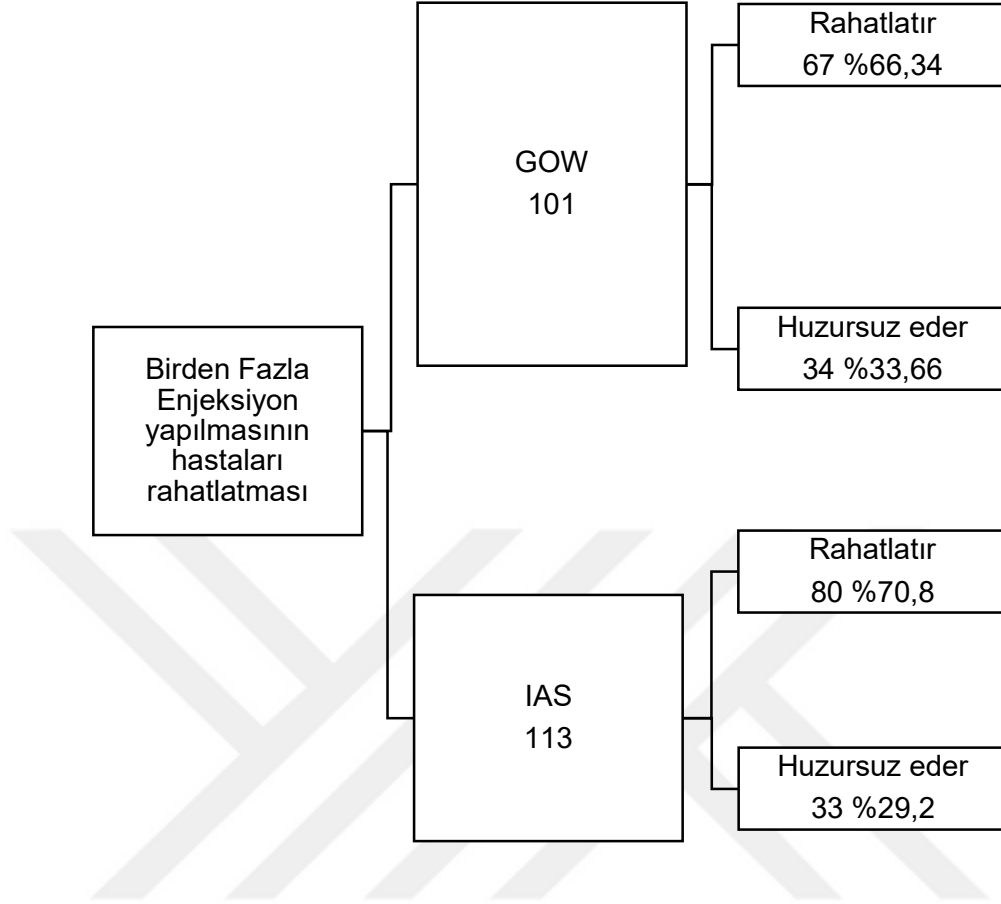 Birden Fazla
Enjeksiyon
yapılmasının
hastaları
rahatlatması
GOW
101
Rahatlatır
67 %66,34
Huzursuz eder
34 %33,66
IAS
113
Rahatlatır
80 %70,8
Huzursuz eder
33 %29,2